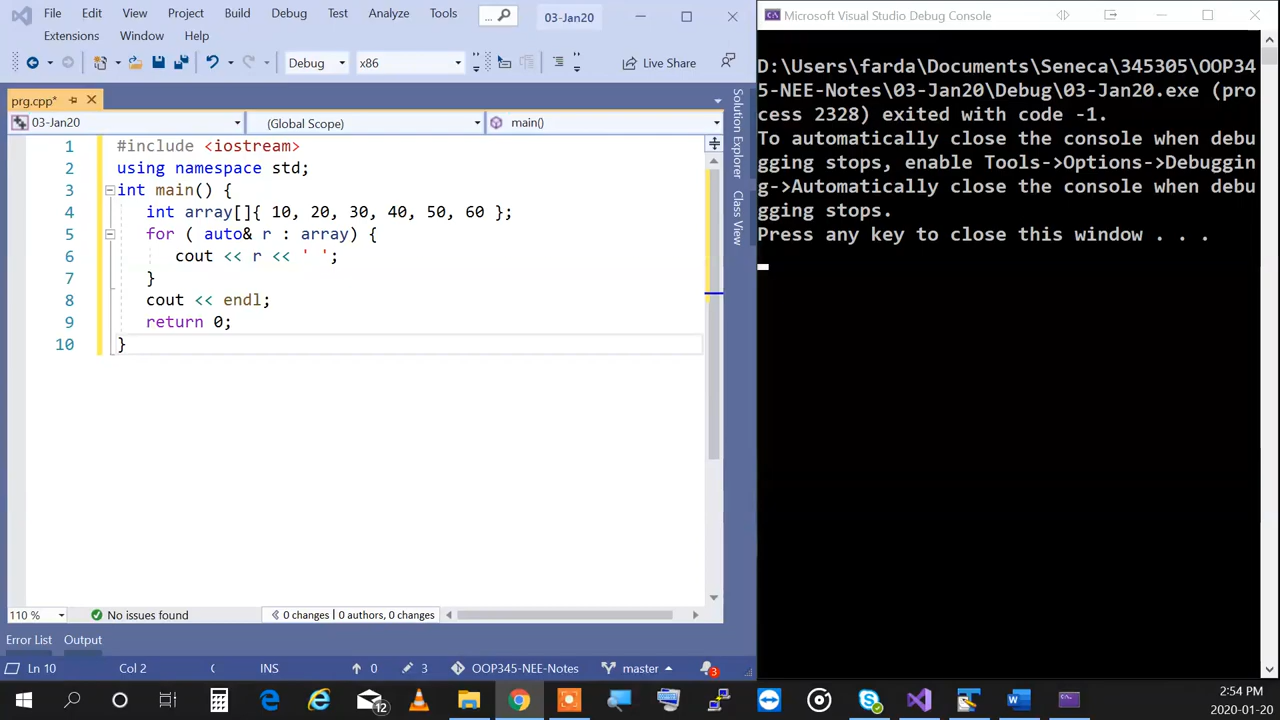 File Edit View Project Build Debug Test Analyze Tools ... 03-Jan20
Extensions Window Help
Debug x86 Live Share
prg.cpp*
03-Jan20 (Global Scope) main()
1 #include <iostream>
2 using namespace std;
3 int main() {
4 int array[]{ 10, 20, 30, 40, 50, 60 };
5 for ( auto& r : array) {
6 cout << r << ' ';
7 }
8 cout << endl;
9 return 0;
10 }
Solution Explorer
Class View
110 % No issues found 0 changes | 0 authors, 0 changes
Error List Output
Ln 10 Col 2 INS 0 3 OOP345-NEE-Notes master 3
Microsoft Visual Studio Debug Console
D:\Users\farda\Documents\Seneca\345305\OOP34
5-NEE-Notes\03-Jan20\Debug\03-Jan20.exe (pro
cess 2328) exited with code -1.
To automatically close the console when debu
gging stops, enable Tools->Options->Debuggin
g->Automatically close the console when debu
gging stops.
Press any key to close this window . . .
12
2:54 PM
2020-01-20